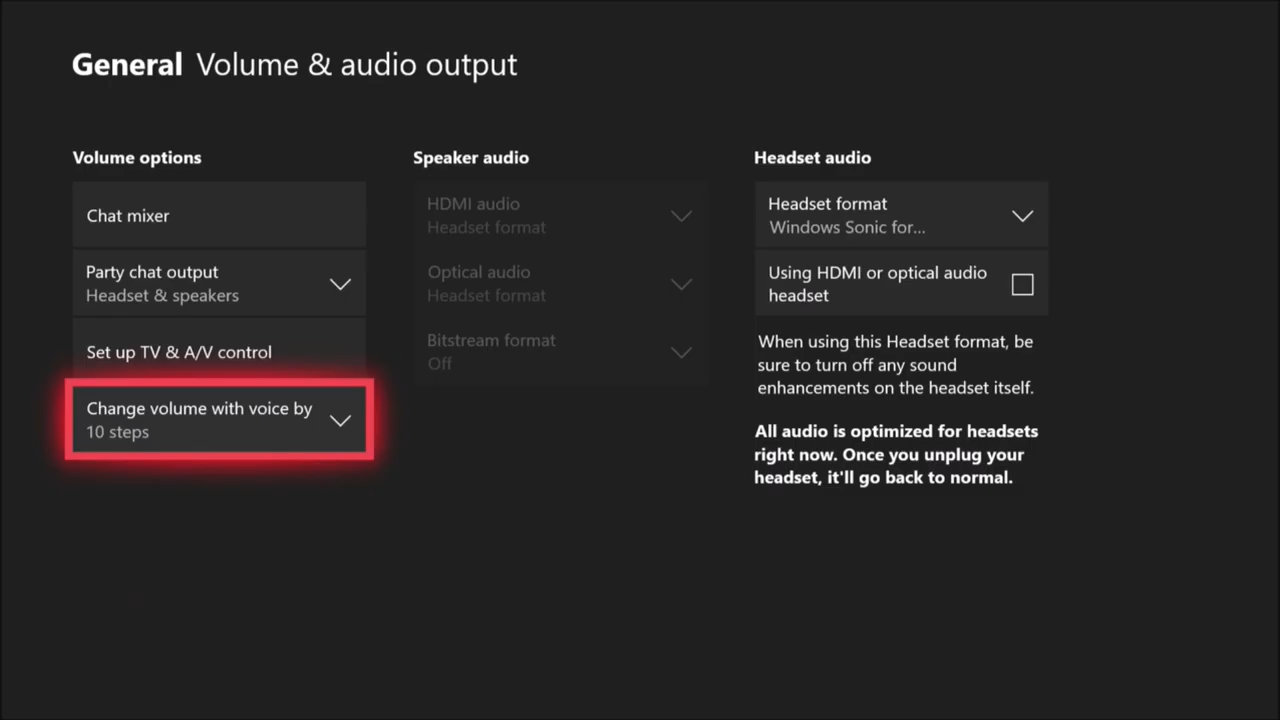 General Volume & audio output
Volume options
Chat mixer
Party chat output
Headset & speakers
Set up TV & A/V control
Change volume with voice by
10 steps
Speaker audio
HDMI audio
Headset format
Optical audio
Headset format
Bitstream format
Off
Headset audio
Headset format
Windows Sonic for...
Using HDMI or optical audio
headset
When using this Headset format, be
sure to turn off any sound
enhancements on the headset itself.
All audio is optimized for headsets
right now. Once you unplug your
headset, it'll go back to normal.